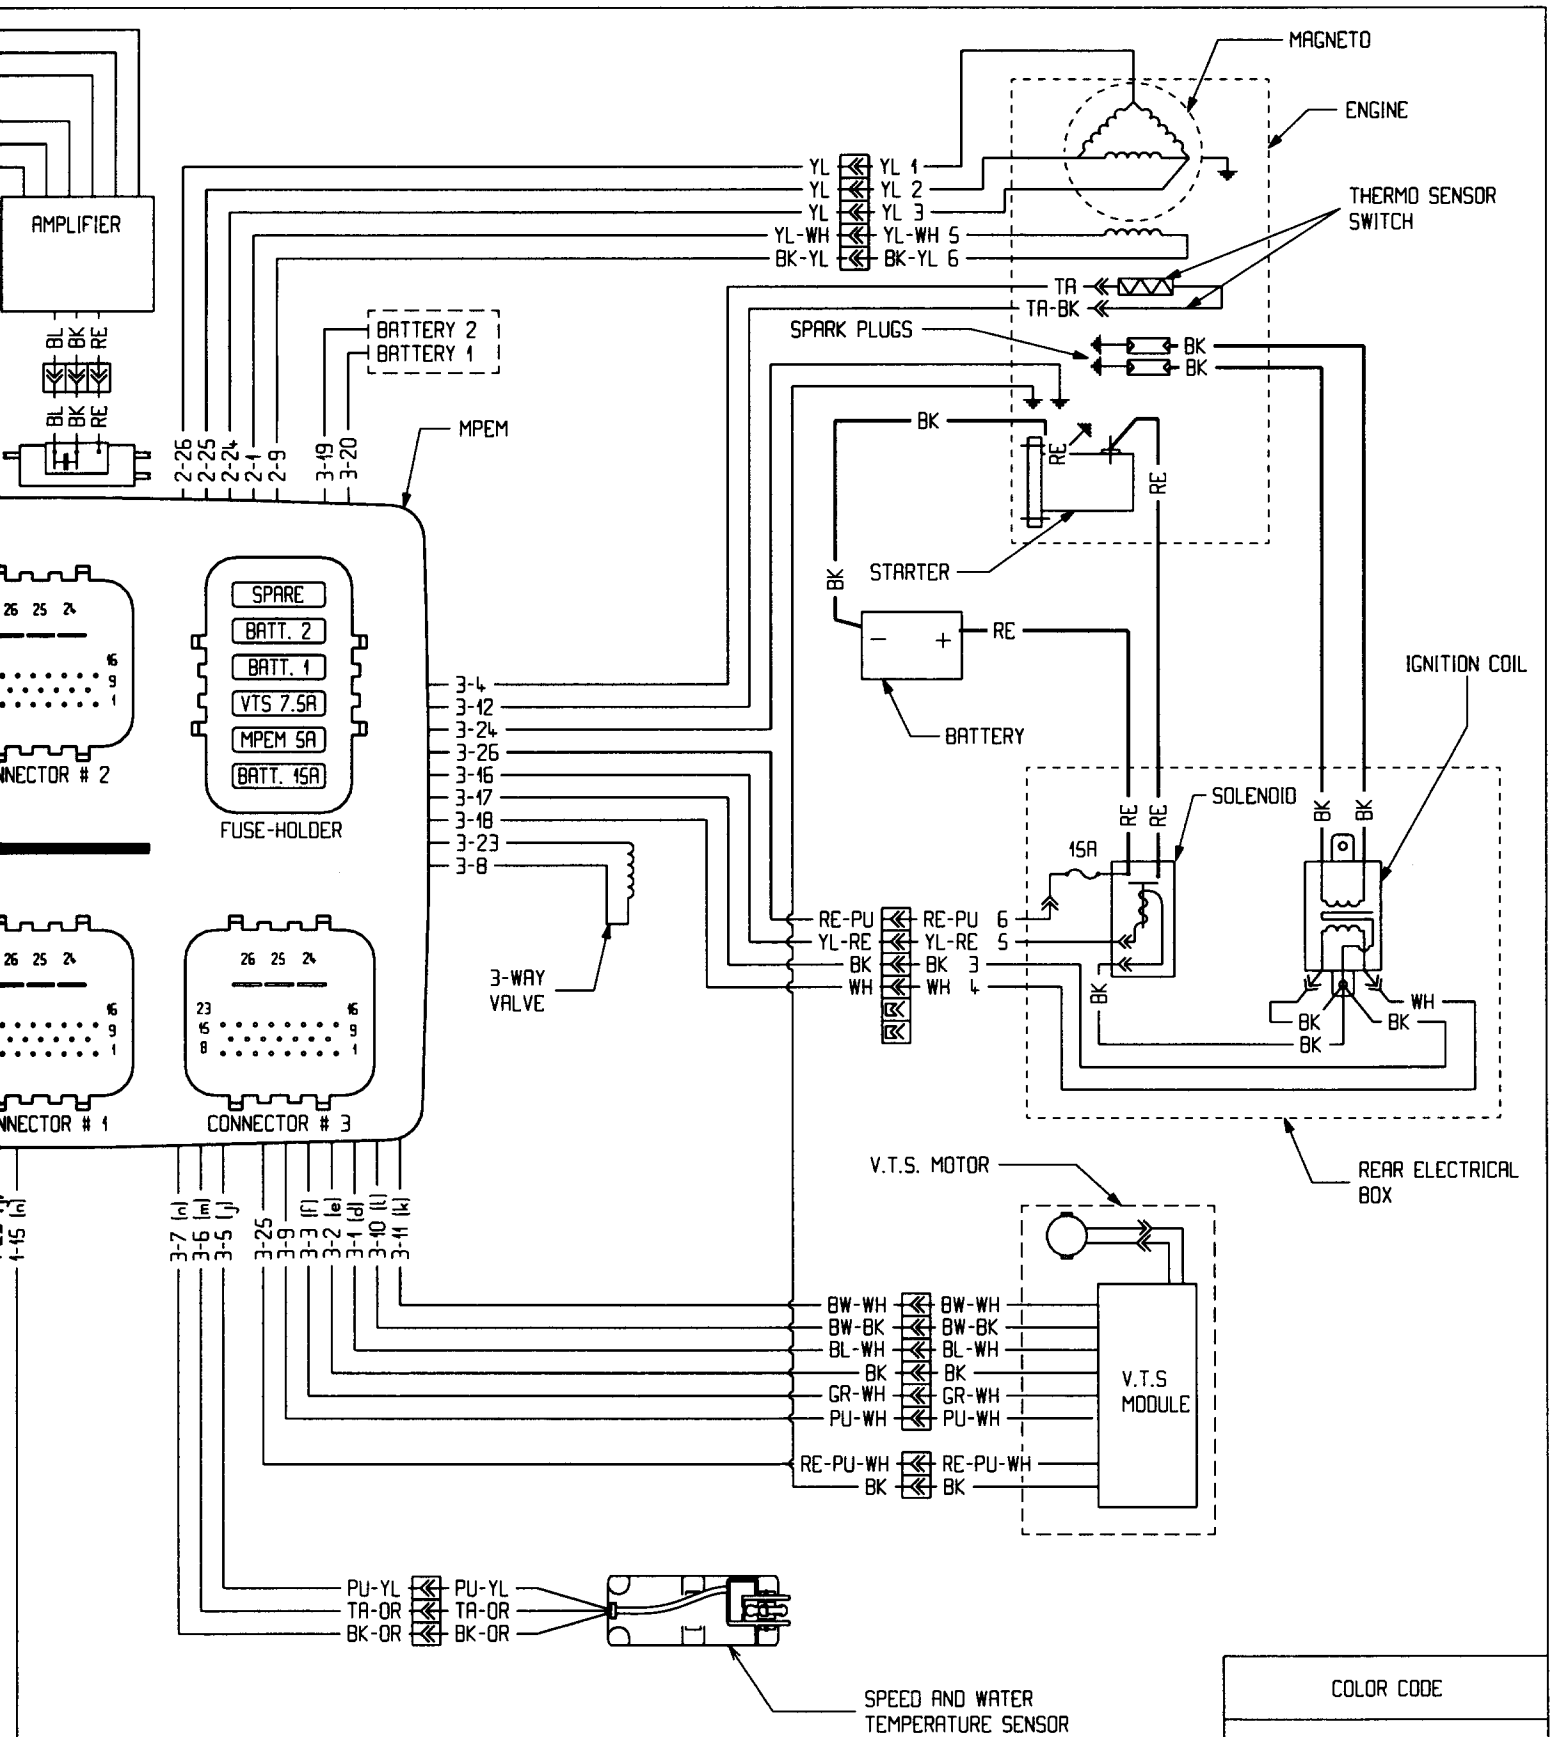 MAGNETO
ENGINE
YL YL 1
YL YL 2
YL YL 3
YL-WH YL-WH 5
BK-YL BK-YL 6
THERMO SENSOR
SWITCH
AMPLIFIER
TA
TA-BK
BL BK RE
BATTERY 2
BATTERY 1
SPARK PLUGS
BK
BK
BL BK RE
MPEM
BK
RE
RE
2-26 2-25 2-24 2-1 2-9 3-19 3-20
STARTER
BK
SPARE
BATT. 2
BATT. 1
VTS 7.5A
MPEM 5A
BATT. 15A
FUSE-HOLDER
26 25 24
16
9
1
NNECTOR # 2
- +
RE
BATTERY
IGNITION COIL
3-4
3-12
3-24
3-26
3-16
3-17
3-18
3-23
3-8
SOLENOID
RE RE
BK BK
15A
RE-PU RE-PU 6
YL-RE YL-RE 5
BK BK 3
WH WH 4
3-WAY
VALVE
BK
WH
BK
BK
BK
26 25 24
16
9
1
NNECTOR # 1
26 25 24
23 16
15 9
8 1
CONNECTOR # 3
REAR ELECTRICAL
BOX
V.T.S. MOTOR
1-15 (n)
3-7 (n) 3-6 (m) 3-5 (j) 3-25 3-9 3-3 (f) 3-2 (e) 3-1 (d) 3-10 (l) 3-11 (k)
BW-WH BW-WH
BW-BK BW-BK
BL-WH BL-WH
BK BK
GR-WH GR-WH
PU-WH PU-WH
RE-PU-WH RE-PU-WH
BK BK
V.T.S
MODULE
PU-YL PU-YL
TA-OR TA-OR
BK-OR BK-OR
SPEED AND WATER
TEMPERATURE SENSOR
COLOR CODE